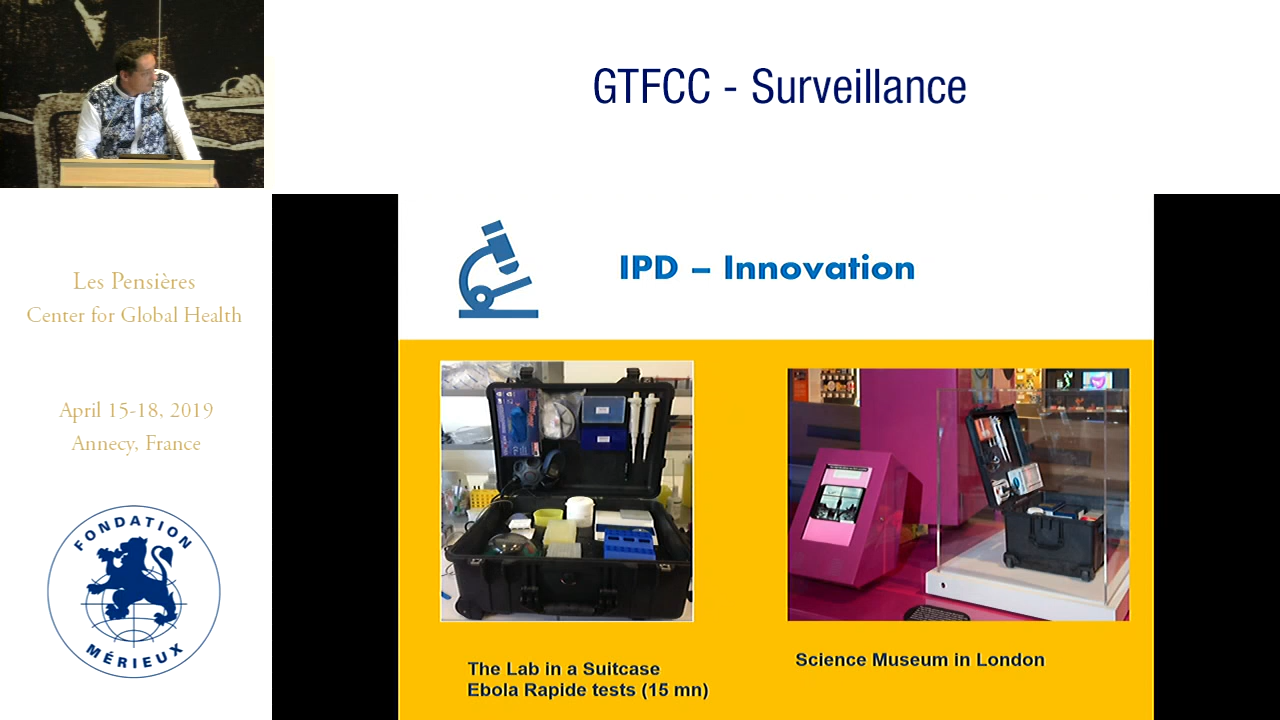 GTFCC - Surveillance
Les Pensières
Center for Global Health
April 15-18, 2019
Annecy, France
FONDATION
MÉRIEUX
IPD – Innovation
The Lab in a Suitcase
Ebola Rapide tests (15 mn)
Science Museum in London